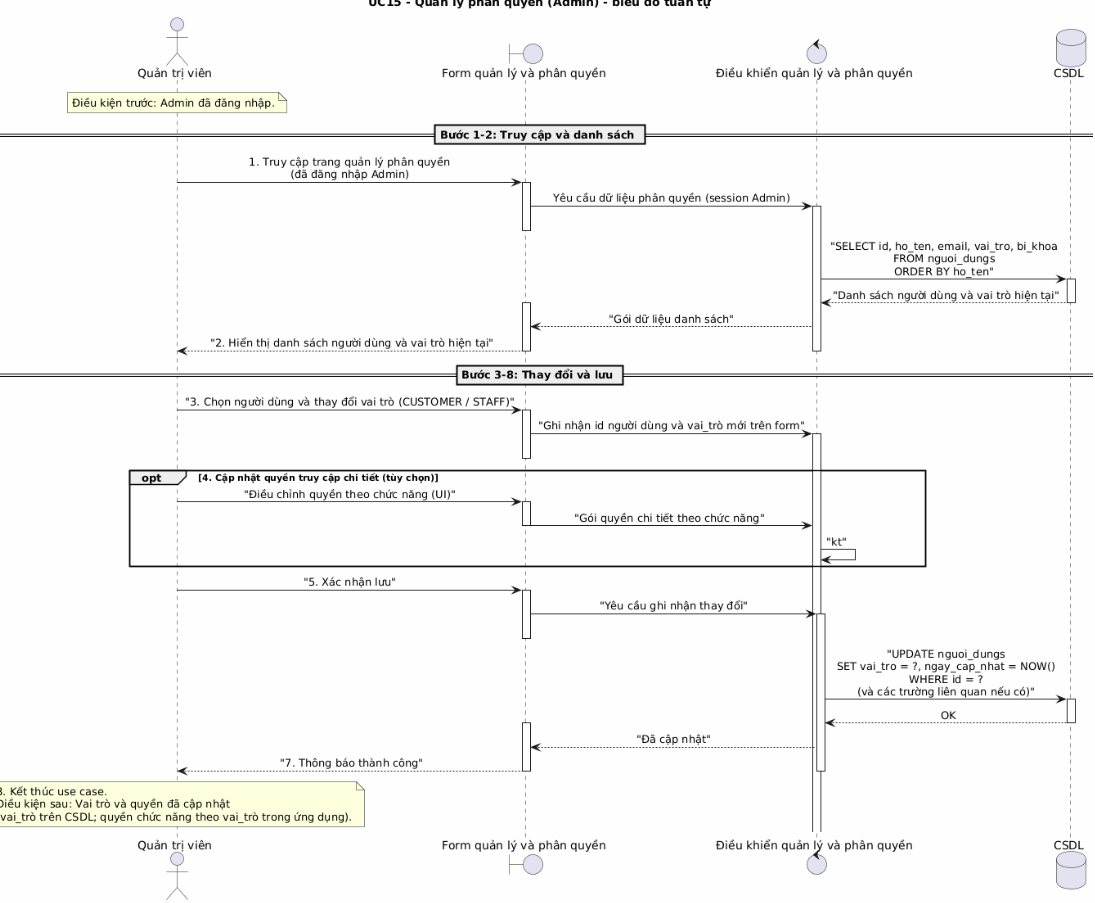 UC15 - Quản lý phân quyền (Admin) - biểu đồ tuần tự
Quản trị viên
Form quản lý và phân quyền
Điều khiển quản lý và phân quyền
CSDL
Điều kiện trước: Admin đã đăng nhập.
Bước 1-2: Truy cập và danh sách
1. Truy cập trang quản lý phân quyền
(đã đăng nhập Admin)
Yêu cầu dữ liệu phân quyền (session Admin)
"SELECT id, ho_ten, email, vai_tro, bi_khoa
FROM nguoi_dungs
ORDER BY ho_ten"
"Danh sách người dùng và vai trò hiện tại"
"Gói dữ liệu danh sách"
"2. Hiển thị danh sách người dùng và vai trò hiện tại"
Bước 3-8: Thay đổi và lưu
"3. Chọn người dùng và thay đổi vai trò (CUSTOMER / STAFF)"
"Ghi nhận id người dùng và vai_trò mới trên form"
opt
[4. Cập nhật quyền truy cập chi tiết (tùy chọn)]
"Điều chỉnh quyền theo chức năng (UI)"
"Gói quyền chi tiết theo chức năng"
"kt"
"5. Xác nhận lưu"
"Yêu cầu ghi nhận thay đổi"
"UPDATE nguoi_dungs
SET vai_tro = ?, ngay_cap_nhat = NOW()
WHERE id = ?
(và các trường liên quan nếu có)"
OK
"Đã cập nhật"
"7. Thông báo thành công"
8. Kết thúc use case.
Điều kiện sau: Vai trò và quyền đã cập nhật
(vai_trò trên CSDL; quyền chức năng theo vai_trò trong ứng dụng).
Quản trị viên
Form quản lý và phân quyền
Điều khiển quản lý và phân quyền
CSDL